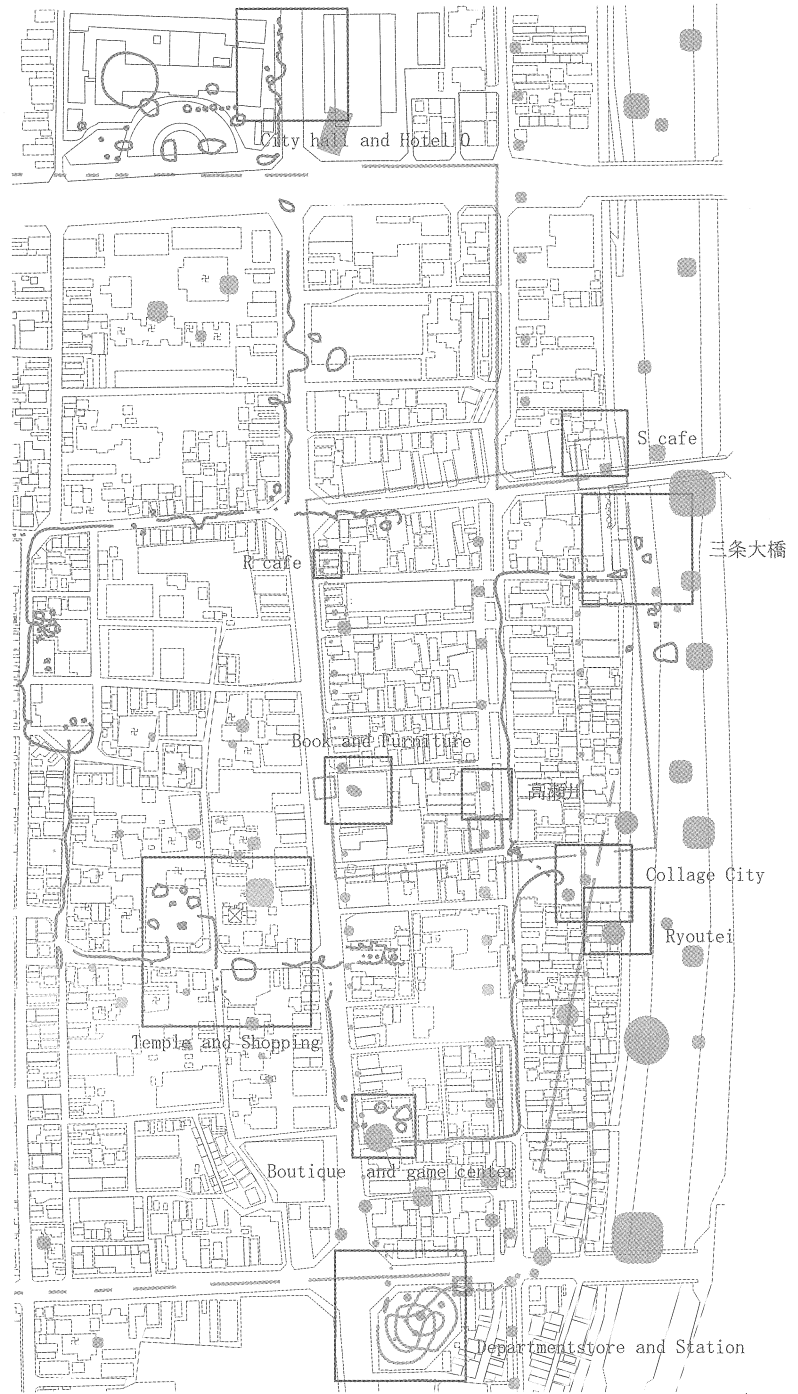 City hall and Hotel O
S cafe
三条大橋
R cafe
Book and Furniture
高瀬川
Collage City
Ryoutei
Temple and Shopping
Boutique and game center
Departmentstore and Station